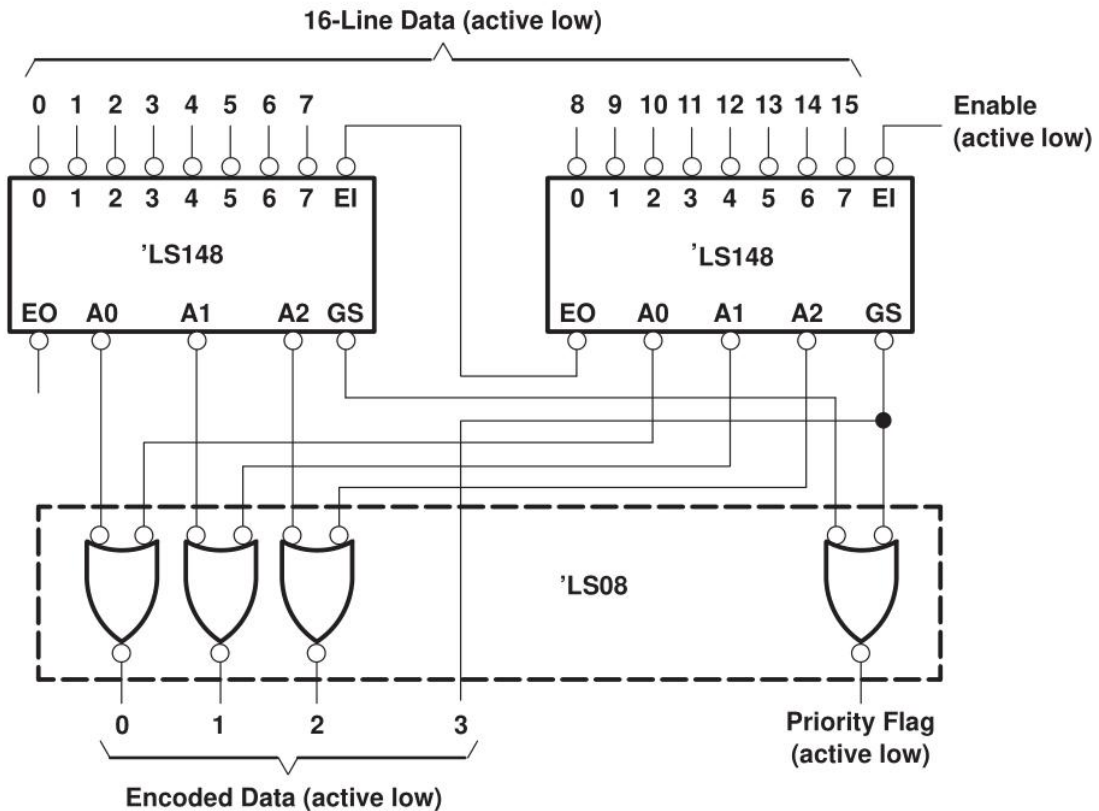 16-Line Data (active low)
0 1 2 3 4 5 6 7 8 9 10 11 12 13 14 15 Enable
(active low)
0 1 2 3 4 5 6 7 EI 0 1 2 3 4 5 6 7 EI
'LS148 'LS148
EO A0 A1 A2 GS EO A0 A1 A2 GS
'LS08
0 1 2 3 Priority Flag
(active low)
Encoded Data (active low)